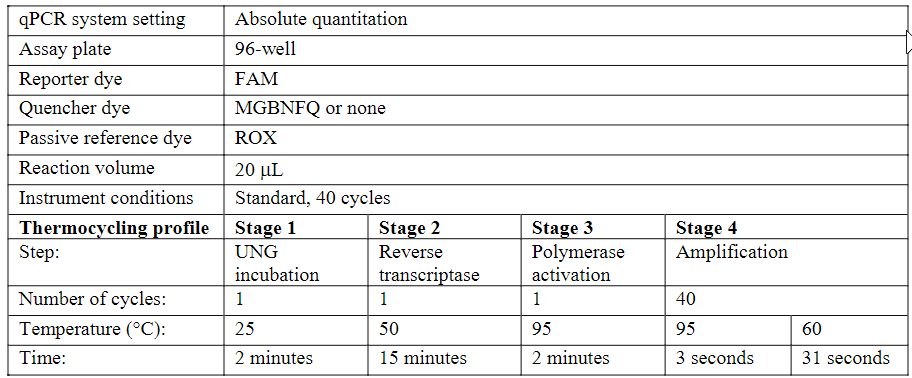 qPCR system setting Absolute quantitation
Assay plate 96-well
Reporter dye FAM
Quencher dye MGBNFQ or none
Passive reference dye ROX
Reaction volume 20 µL
Instrument conditions Standard, 40 cycles
Thermocycling profile Stage 1 Stage 2 Stage 3 Stage 4
Step: UNG Reverse Polymerase Amplification
incubation transcriptase activation
Number of cycles: 1 1 1 40
Temperature (°C): 25 50 95 95 60
Time: 2 minutes 15 minutes 2 minutes 3 seconds 31 seconds